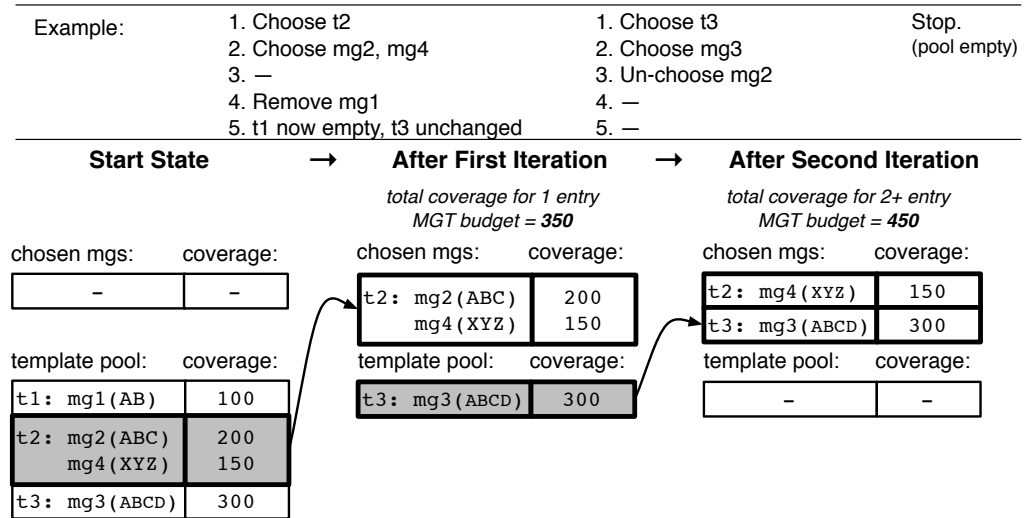 Example:
1. Choose t2
2. Choose mg2, mg4
3. —
4. Remove mg1
5. t1 now empty, t3 unchanged
1. Choose t3
2. Choose mg3
3. Un-choose mg2
4. —
5. —
Stop.
(pool empty)
Start State → After First Iteration → After Second Iteration
chosen mgs: coverage:
– –
template pool: coverage:
t1: mg1(AB) 100
t2: mg2(ABC) 200
mg4(XYZ) 150
t3: mg3(ABCD) 300
total coverage for 1 entry
MGT budget = 350
chosen mgs: coverage:
t2: mg2(ABC) 200
mg4(XYZ) 150
template pool: coverage:
t3: mg3(ABCD) 300
total coverage for 2+ entry
MGT budget = 450
chosen mgs: coverage:
t2: mg4(XYZ) 150
t3: mg3(ABCD) 300
template pool: coverage:
– –